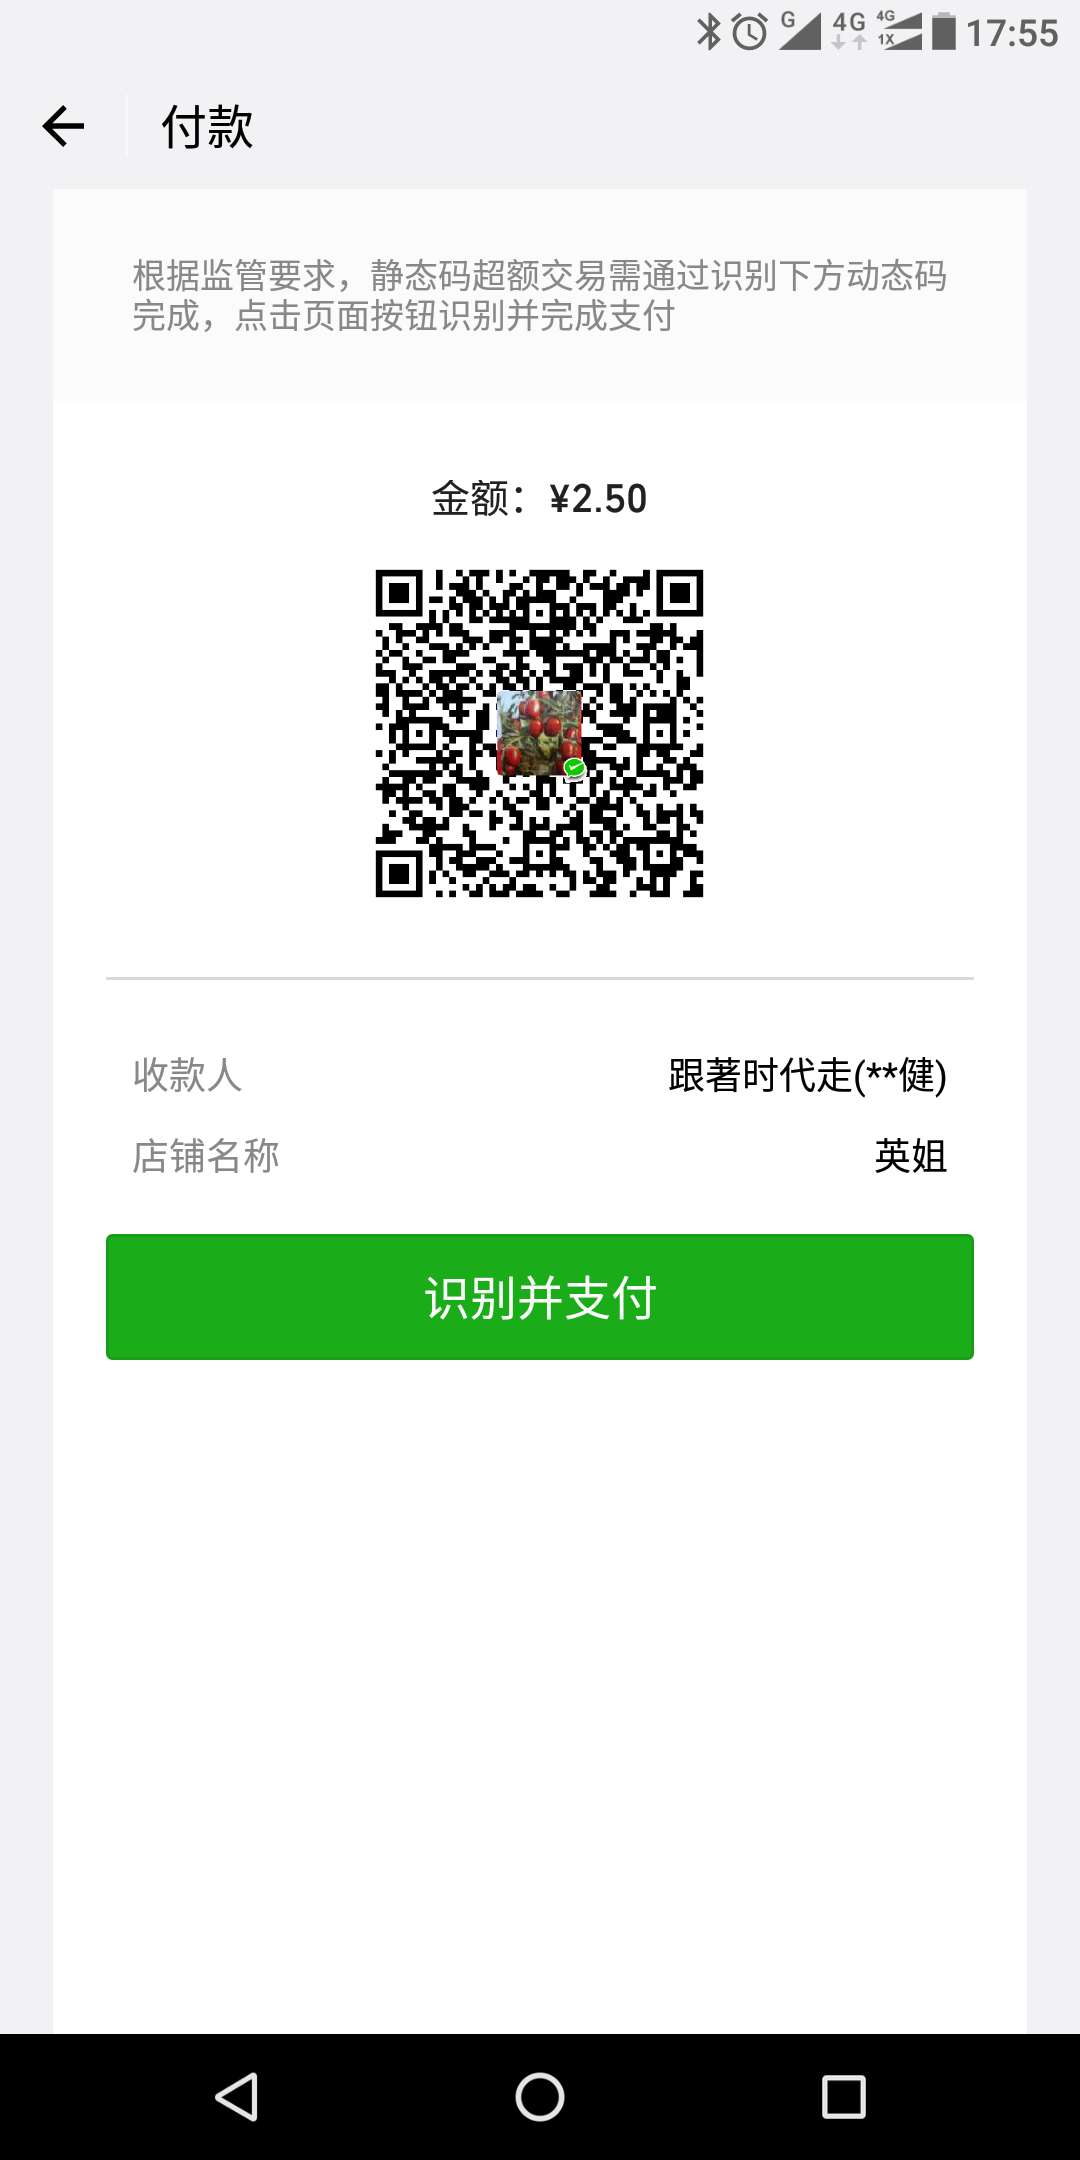 G 4G 4G 1X 17:55
付款
根据监管要求，静态码超额交易需通过识别下方动态码
完成，点击页面按钮识别并完成支付
金额：¥2.50
收款人 跟著时代走(**健)
店铺名称 英姐
识别并支付